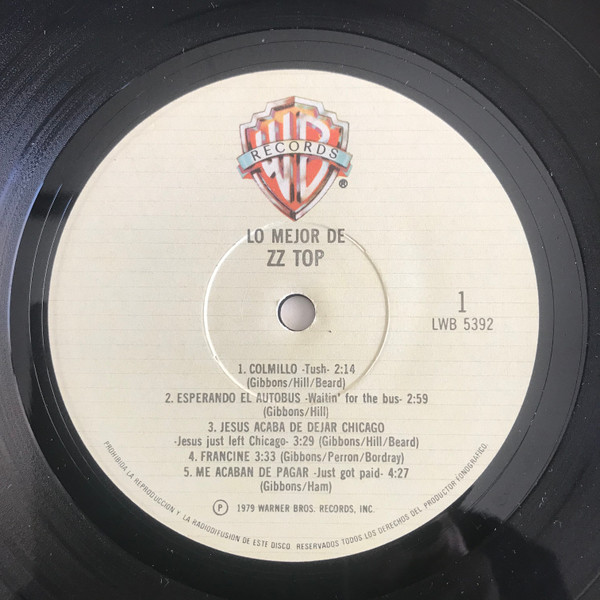 WB
RECORDS
®
LO MEJOR DE
ZZ TOP
1
LWB 5392
1. COLMILLO -Tush- 2:14
(Gibbons/Hill/Beard)
2. ESPERANDO EL AUTOBUS -Waitin' for the bus- 2:59
(Gibbons/Hill)
3. JESUS ACABA DE DEJAR CHICAGO
-Jesus just left Chicago- 3:29 (Gibbons/Hill/Beard)
4. FRANCINE 3:33 (Gibbons/Perron/Bordray)
5. ME ACABAN DE PAGAR -Just got paid- 4:27
(Gibbons/Ham)
Ⓟ 1979 WARNER BROS. RECORDS, INC.
PROHIBIDA LA REPRODUCCION Y LA RADIODIFUSION DE ESTE DISCO. RESERVADOS TODOS LOS DERECHOS DEL PRODUCTOR FONOGRAFICO.